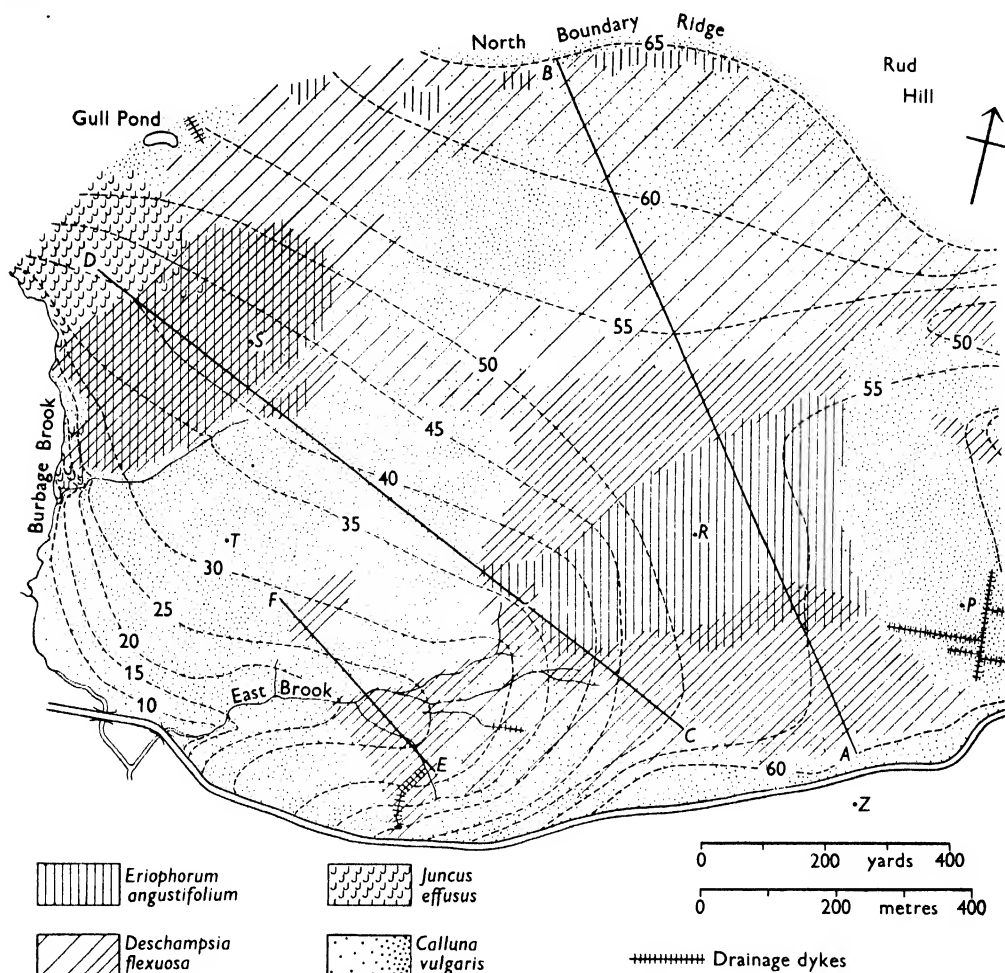 North Boundary Ridge
65
B
Rud
Hill
Gull Pond
60
D
55
50
S
50
55
45
Burbage Brook
40
35
R
T
30
F
P
25
20
15
East Brook
10
C
E
A
60
Z
0 200 yards 400
0 200 metres 400
Eriophorum
angustifolium
Juncus
effusus
Deschampsia
flexuosa
Calluna
vulgaris
Drainage dykes